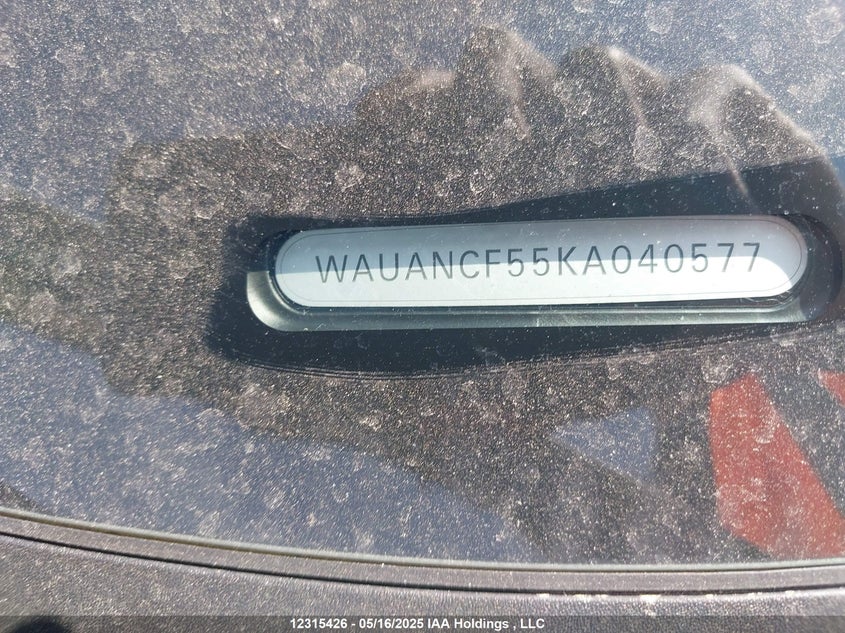 WAUANCF55KA040577
12315426 - 05/16/2025 IAA Holdings , LLC